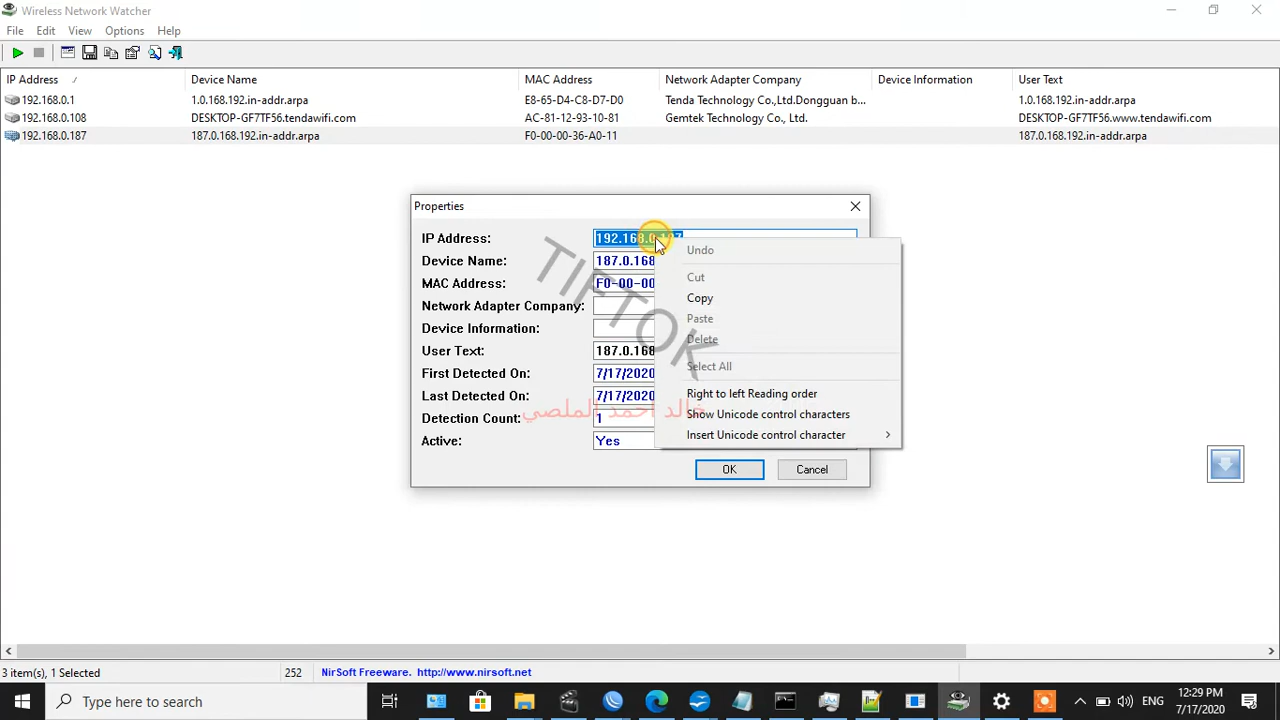 Wireless Network Watcher
File Edit View Options Help
IP Address Device Name MAC Address Network Adapter Company Device Information User Text
192.168.0.1 1.0.168.192.in-addr.arpa E8-65-D4-C8-D7-D0 Tenda Technology Co.,Ltd.Dongguan b... 1.0.168.192.in-addr.arpa
192.168.0.108 DESKTOP-GF7TF56.tendawifi.com AC-81-12-93-10-81 Gemtek Technology Co., Ltd. DESKTOP-GF7TF56.www.tendawifi.com
192.168.0.187 187.0.168.192.in-addr.arpa F0-00-00-36-A0-11 187.0.168.192.in-addr.arpa
Properties
IP Address: 192.168.0.187
Device Name: 187.0.168
MAC Address: F0-00-00
Network Adapter Company:
Device Information:
User Text: 187.0.168
First Detected On: 7/17/2020
Last Detected On: 7/17/2020
Detection Count: 1
Active: Yes
Undo
Cut
Copy
Paste
Delete
Select All
Right to left Reading order
Show Unicode control characters
Insert Unicode control character
OK Cancel
TIFTOK
خالد احمد الملصي
3 item(s), 1 Selected 252 NirSoft Freeware. http://www.nirsoft.net
Type here to search ENG 12:29 PM
7/17/2020